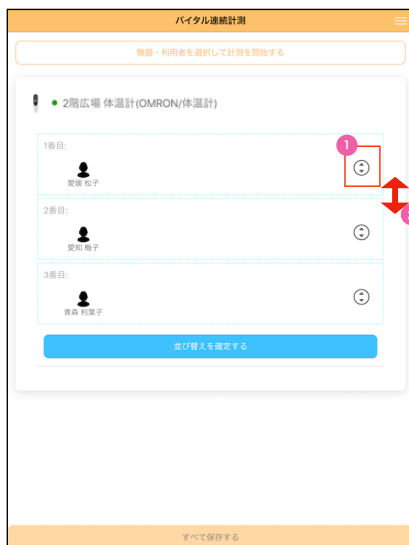 バイタル連続計測
機器・利用者を選択して計測を開始する
2階広場 体温計(OMRON/体温計)
1番目:
1
愛媛 松子
2番目:
愛知 梅子
3番目:
青森 利葉子
並び替えを確定する
すべて保存する